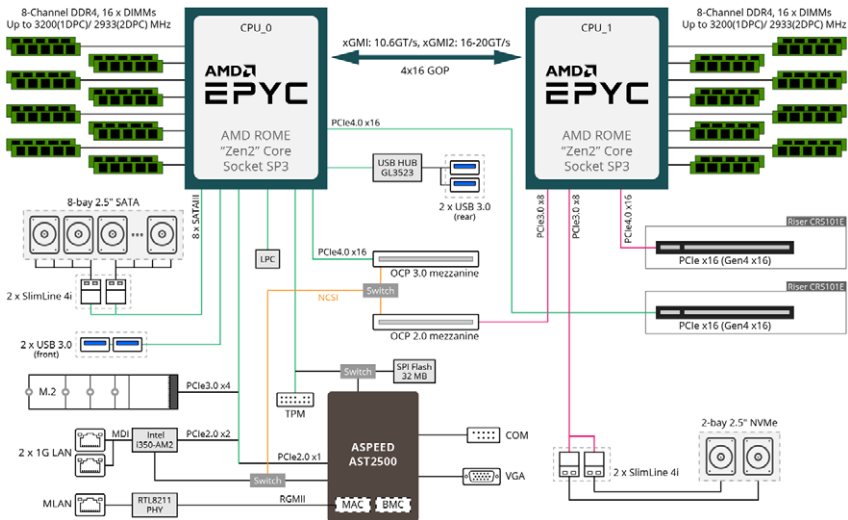 8-Channel DDR4, 16 x DIMMs
Up to 3200(1DPC)/ 2933(2DPC) MHz
CPU_0
AMD
EPYC
AMD ROME
“Zen2” Core
Socket SP3
xGMI: 10.6GT/s, xGMI2: 16-20GT/s
4x16 GOP
CPU_1
AMD
EPYC
AMD ROME
“Zen2” Core
Socket SP3
8-Channel DDR4, 16 x DIMMs
Up to 3200(1DPC)/ 2933(2DPC) MHz
PCIe4.0 x16
USB HUB
GL3523
2 x USB 3.0
(rear)
8-bay 2.5" SATA
8 x SATAIII
2 x SlimLine 4i
LPC
PCIe4.0 x16
OCP 3.0 mezzanine
NCSI
Switch
OCP 2.0 mezzanine
PCIe3.0 x8
PCIe3.0 x8
PCIe4.0 x16
Riser CRS101E
PCIe x16 (Gen4 x16)
Riser CRS101E
PCIe x16 (Gen4 x16)
2 x USB 3.0
(front)
M.2
PCIe3.0 x4
TPM
Switch
SPI Flash
32 MB
2 x 1G LAN
MDI
Intel
I350-AM2
PCIe2.0 x2
PCIe2.0 x1
Switch
ASPEED
AST2500
COM
VGA
MLAN
RTL8211
PHY
RGMII
MAC
BMC
2 x SlimLine 4i
2-bay 2.5" NVMe